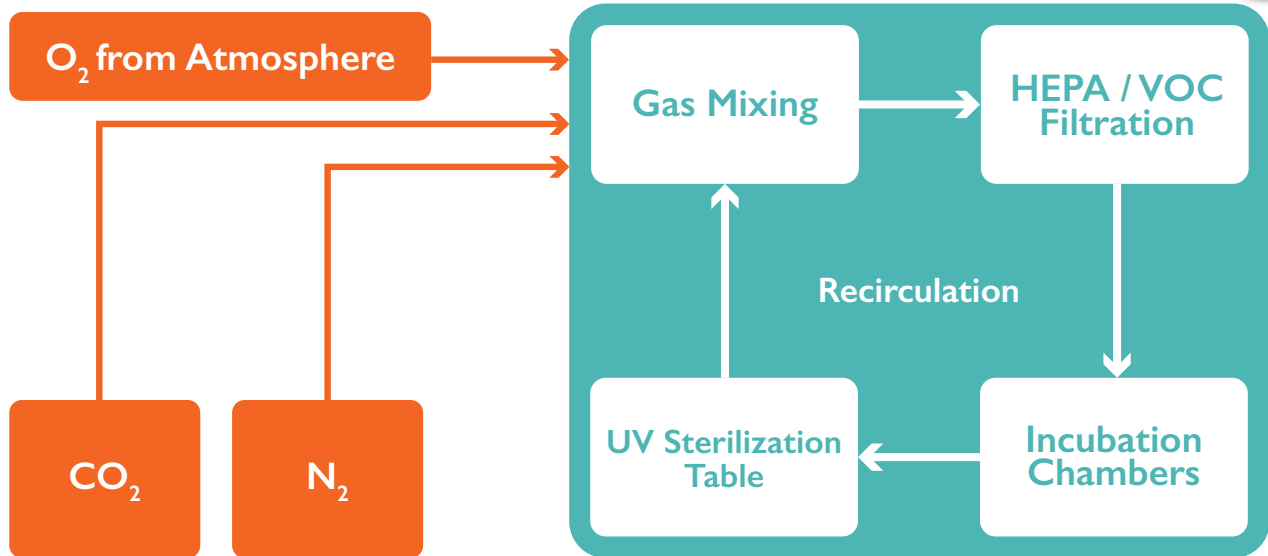 O₂ from Atmosphere
Gas Mixing
HEPA / VOC
Filtration
Recirculation
CO₂
N₂
UV Sterilization
Table
Incubation
Chambers